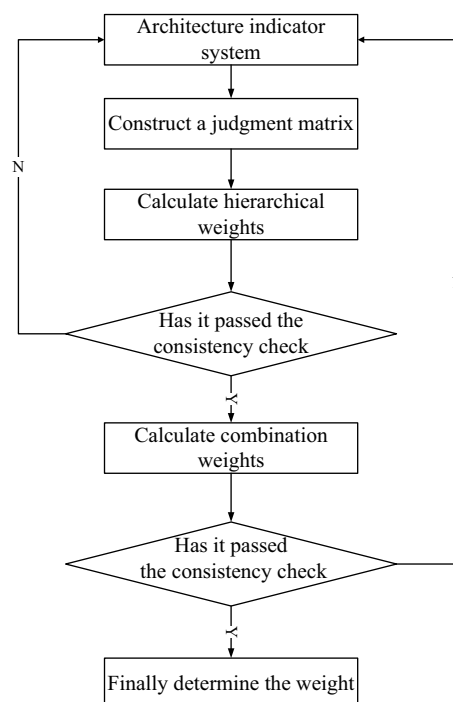 Architecture indicator
system
Construct a judgment matrix
N
Calculate hierarchical
weights
Has it passed the
consistency check
Y
Calculate combination
weights
Has it passed
the consistency check
Y
Finally determine the weight